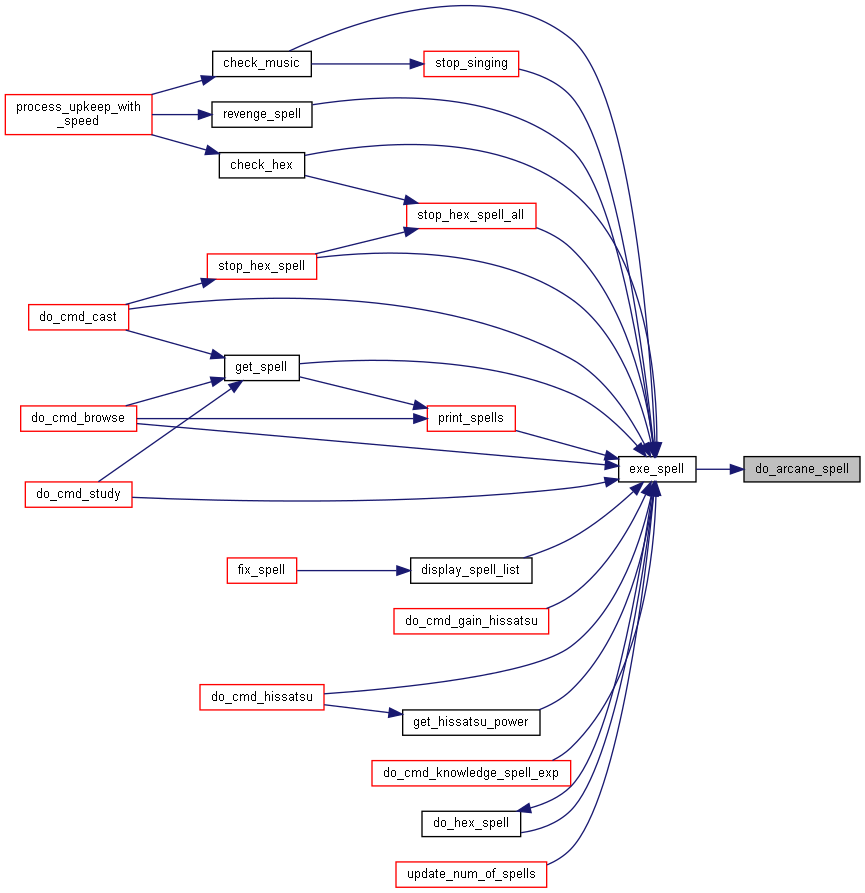 check_music
stop_singing
process_upkeep_with
_speed
revenge_spell
check_hex
stop_hex_spell_all
stop_hex_spell
do_cmd_cast
get_spell
do_cmd_browse
print_spells
exe_spell
do_arcane_spell
do_cmd_study
fix_spell
display_spell_list
do_cmd_gain_hissatsu
do_cmd_hissatsu
get_hissatsu_power
do_cmd_knowledge_spell_exp
do_hex_spell
update_num_of_spells